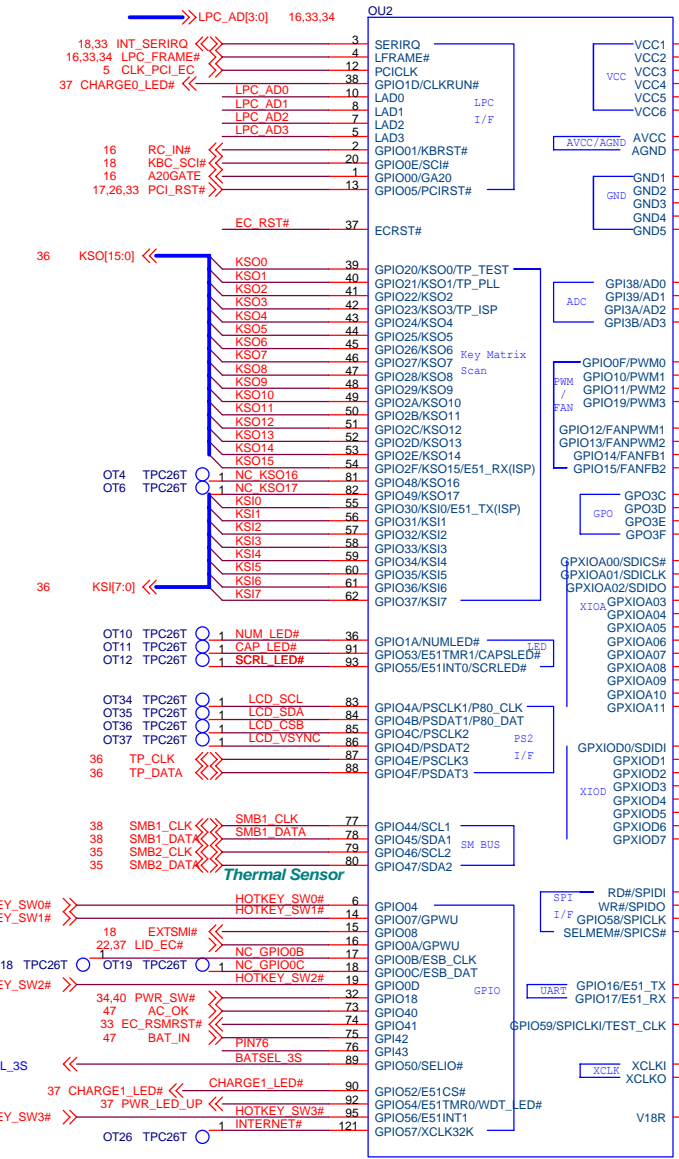 OU2
LPC_AD[3:0] 16,33,34
18,33 INT_SERIRQ 3 SERIRQ VCC1
16,33,34 LPC_FRAME# 4 LFRAME# VCC2
5 CLK_PCI_EC 12 PCICLK VCC VCC3
37 CHARGE0_LED# 38 GPIO1D/CLKRUN# VCC4
LPC_AD0 10 LAD0 LPC VCC5
LPC_AD1 8 LAD1 I/F VCC6
LPC_AD2 7 LAD2
LPC_AD3 5 LAD3 AVCC/AGND AVCC
16 RC_IN# 2 GPIO01/KBRST# AGND
18 KBC_SCI# 20 GPIO0E/SCI#
16 A20GATE 1 GPIO00/GA20 GND1
17,26,33 PCI_RST# 13 GPIO05/PCIRST# GND GND2
GND3
GND4
EC_RST# 37 ECRST# GND5
36 KSO[15:0]
KSO0 39 GPIO20/KSO0/TP_TEST
KSO1 40 GPIO21/KSO1/TP_PLL GPI38/AD0
KSO2 41 GPIO22/KSO2 ADC GPI39/AD1
KSO3 42 GPIO23/KSO3/TP_ISP GPI3A/AD2
KSO4 43 GPIO24/KSO4 GPI3B/AD3
KSO5 44 GPIO25/KSO5
KSO6 45 GPIO26/KSO6
KSO7 46 GPIO27/KSO7 Key Matrix GPIO0F/PWM0
KSO8 47 GPIO28/KSO8 Scan GPIO10/PWM1
KSO9 48 GPIO29/KSO9 PWM GPIO11/PWM2
KSO10 49 GPIO2A/KSO10 / GPIO19/PWM3
KSO11 50 GPIO2B/KSO11 FAN
KSO12 51 GPIO2C/KSO12 GPIO12/FANPWM1
KSO13 52 GPIO2D/KSO13 GPIO13/FANPWM2
KSO14 53 GPIO2E/KSO14 GPIO14/FANFB1
KSO15 54 GPIO2F/KSO15/E51_RX(ISP) GPIO15/FANFB2
OT4 TPC26T 1 NC_KSO16 81 GPIO48/KSO16
OT6 TPC26T 1 NC_KSO17 82 GPIO49/KSO17 GPO3C
KSI0 55 GPIO30/KSI0/E51_TX(ISP) GPO GPO3D
KSI1 56 GPIO31/KSI1 GPO3E
KSI2 57 GPIO32/KSI2 GPO3F
KSI3 58 GPIO33/KSI3
KSI4 59 GPIO34/KSI4 GPXIOA00/SDICS#
KSI5 60 GPIO35/KSI5 GPXIOA01/SDICLK
KSI6 61 GPIO36/KSI6 GPXIOA02/SDIDO
36 KSI[7:0] KSI7 62 GPIO37/KSI7 XIOA GPXIOA03
GPXIOA04
GPXIOA05
OT10 TPC26T 1 NUM_LED# 36 GPIO1A/NUMLED# LED GPXIOA06
OT11 TPC26T 1 CAP_LED# 91 GPIO53/E51TMR1/CAPSLED# GPXIOA07
OT12 TPC26T 1 SCRL_LED# 93 GPIO55/E51INT0/SCRLED# GPXIOA08
GPXIOA09
GPXIOA10
OT34 TPC26T 1 LCD_SCL 83 GPIO4A/PSCLK1/P80_CLK GPXIOA11
OT35 TPC26T 1 LCD_SDA 84 GPIO4B/PSDAT1/P80_DAT
OT36 TPC26T 1 LCD_CSB 85 GPIO4C/PSCLK2 PS2
OT37 TPC26T 1 LCD_VSYNC 86 GPIO4D/PSDAT2 I/F GPXIOD0/SDIDI
36 TP_CLK 87 GPIO4E/PSCLK3 GPXIOD1
36 TP_DATA 88 GPIO4F/PSDAT3 GPXIOD2
GPXIOD3
XIOD GPXIOD4
GPXIOD5
38 SMB1_CLK SMB1_CLK 77 GPIO44/SCL1 GPXIOD6
38 SMB1_DATA SMB1_DATA 78 GPIO45/SDA1 SM BUS GPXIOD7
35 SMB2_CLK 79 GPIO46/SCL2
35 SMB2_DATA 80 GPIO47/SDA2
Thermal Sensor
EY_SW0# HOTKEY_SW0# 6 GPIO04 SPI RD#/SPIDI
EY_SW1# HOTKEY_SW1# 14 GPIO07/GPWU I/F WR#/SPIDO
18 EXTSMI# 15 GPIO08 GPIO58/SPICLK
22,37 LID_EC# 16 GPIO0A/GPWU SELMEM#/SPICS#
18 TPC26T 1 NC_GPIO0B 17 GPIO0B/ESB_CLK
OT19 TPC26T 1 NC_GPIO0C 18 GPIO0C/ESB_DAT
EY_SW2# HOTKEY_SW2# 19 GPIO0D GPIO UART GPIO16/E51_TX
34,40 PWR_SW# 32 GPIO18 GPIO17/E51_RX
47 AC_OK 73 GPIO40
33 EC_RSMRST# 74 GPIO41 GPIO59/SPICLKI/TEST_CLK
47 BAT_IN 75 GPI42
PIN76 76 GPI43
EL_3S BATSEL_3S 89 GPIO50/SELIO# XCLK XCLKI
XCLKO
37 CHARGE1_LED# CHARGE1_LED# 90 GPIO52/E51CS#
37 PWR_LED_UP 92 GPIO54/E51TMR0/WDT_LED#
EY_SW3# HOTKEY_SW3# 95 GPIO56/E51INT1 V18R
OT26 TPC26T 1 INTERNET# 121 GPIO57/XCLK32K